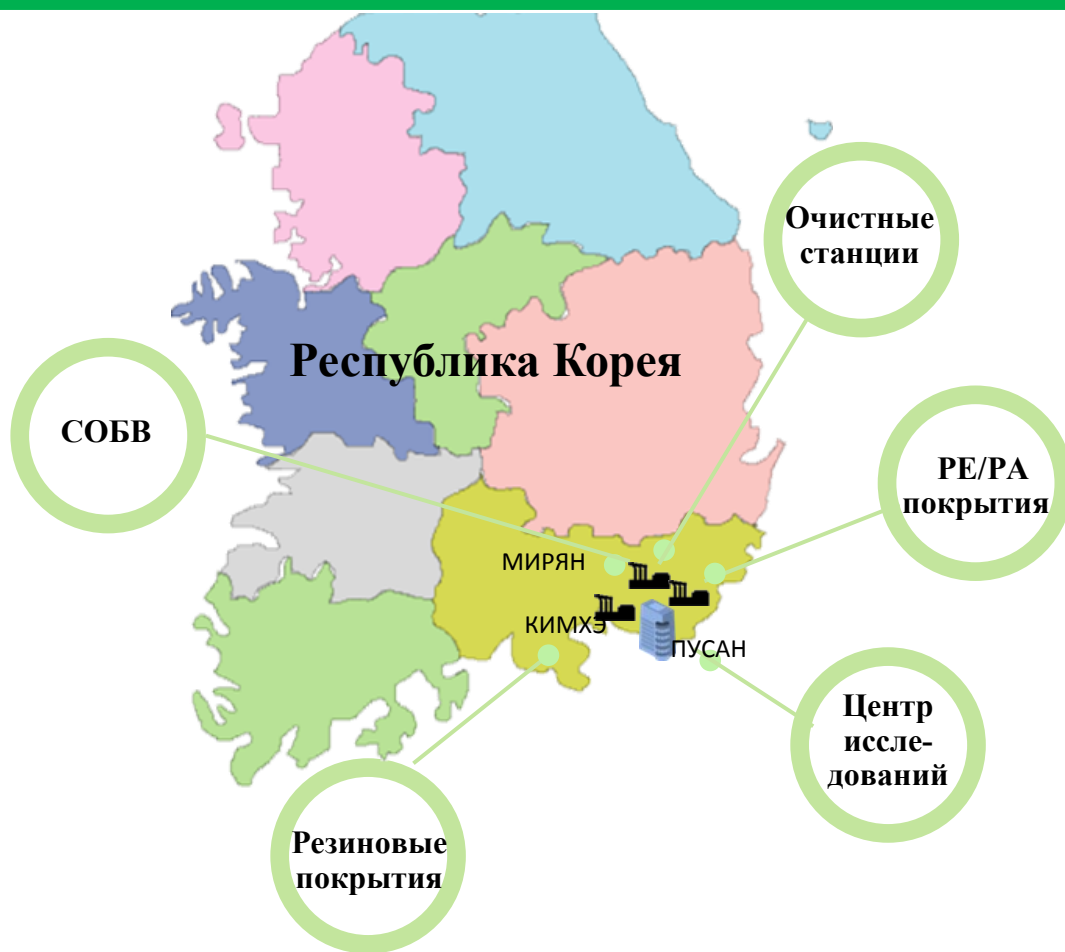 Очистные
станции
Республика Корея
СОБВ
PE/PA
покрытия
МИРЯН
КИМХЭ
ПУСАН
Центр
иссле-
дований
Резиновые
покрытия